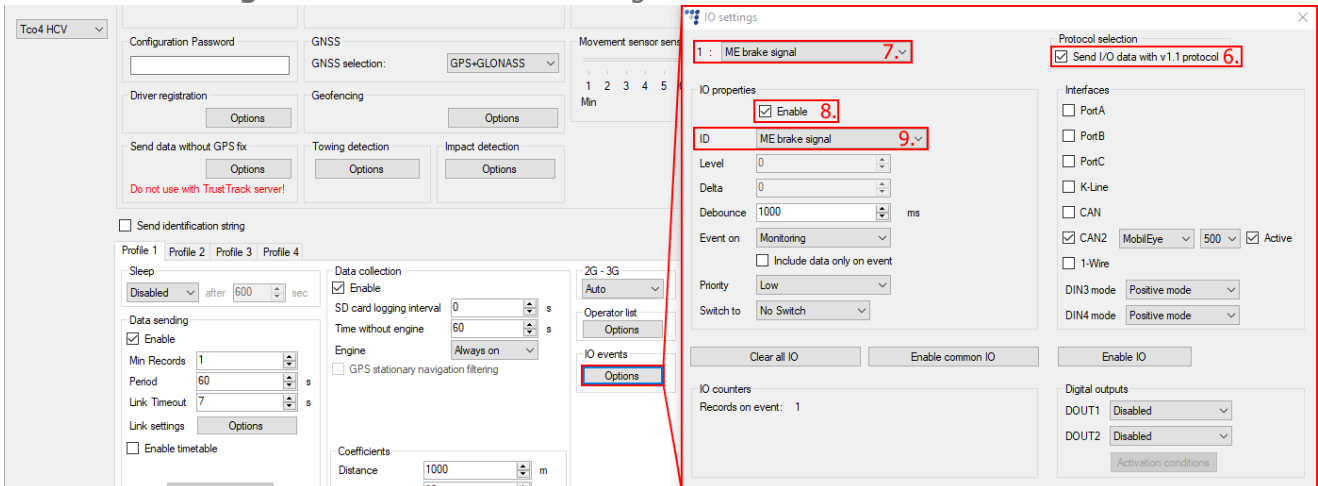 Tco4 HCV
Configuration Password
GNSS
GNSS selection: GPS+GLONASS
Movement sensor sens
1 2 3 4 5
Min
Driver registration
Options
Geofencing
Options
Send data without GPS fix
Options
Do not use with TrustTrack server!
Towing detection
Options
Impact detection
Options
Send identification string
Profile 1 Profile 2 Profile 3 Profile 4
Sleep
Disabled after 600 sec
Data sending
Enable
Min Records 1
Period 60 s
Link Timeout 7 s
Link settings Options
Enable timetable
Data collection
Enable
SD card logging interval 0 s
Time without engine 60 s
Engine Always on
GPS stationary navigation filtering
Coefficients
Distance 1000 m
2G - 3G
Auto
Operator list
Options
IO events
Options
IO settings
1 : ME brake signal 7.
Protocol selection
Send I/O data with v1.1 protocol 6.
IO properties
Enable 8.
ID ME brake signal 9.
Level 0
Delta 0
Debounce 1000 ms
Event on Monitoring
Include data only on event
Priority Low
Switch to No Switch
Interfaces
PortA
PortB
PortC
K-Line
CAN
CAN2 MobilEye 500 Active
1-Wire
DIN3 mode Positive mode
DIN4 mode Positive mode
Clear all IO Enable common IO Enable IO
IO counters
Records on event: 1
Digital outputs
DOUT1 Disabled
DOUT2 Disabled
Activation conditions